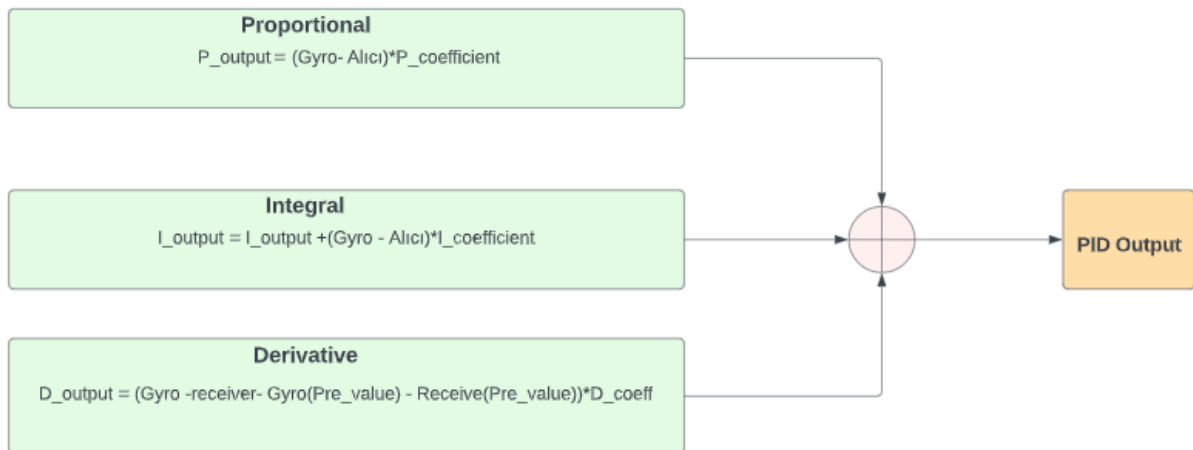 Proportional
P_output = (Gyro- Alıcı)*P_coefficient
Integral
I_output = I_output +(Gyro - Alıcı)*I_coefficient
PID Output
Derivative
D_output = (Gyro -receiver- Gyro(Pre_value) - Receive(Pre_value))*D_coeff